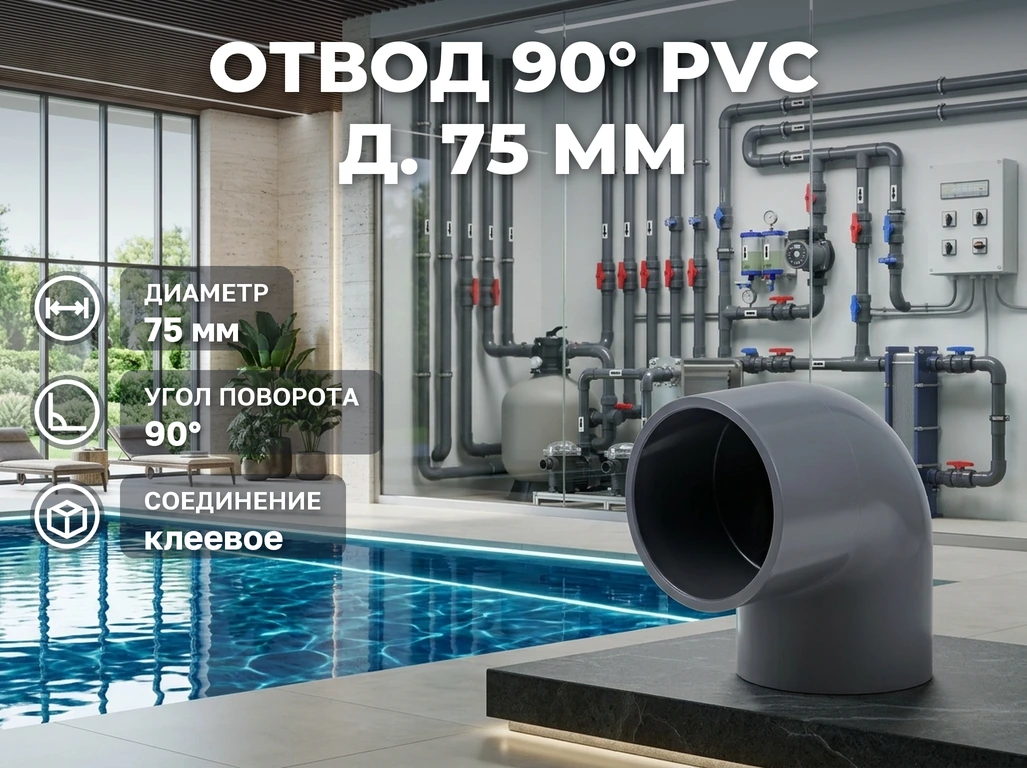 ОТВОД 90° PVC
Д. 75 ММ
ДИАМЕТР
75 мм
УГОЛ ПОВОРОТА
90°
СОЕДИНЕНИЕ
клеевое